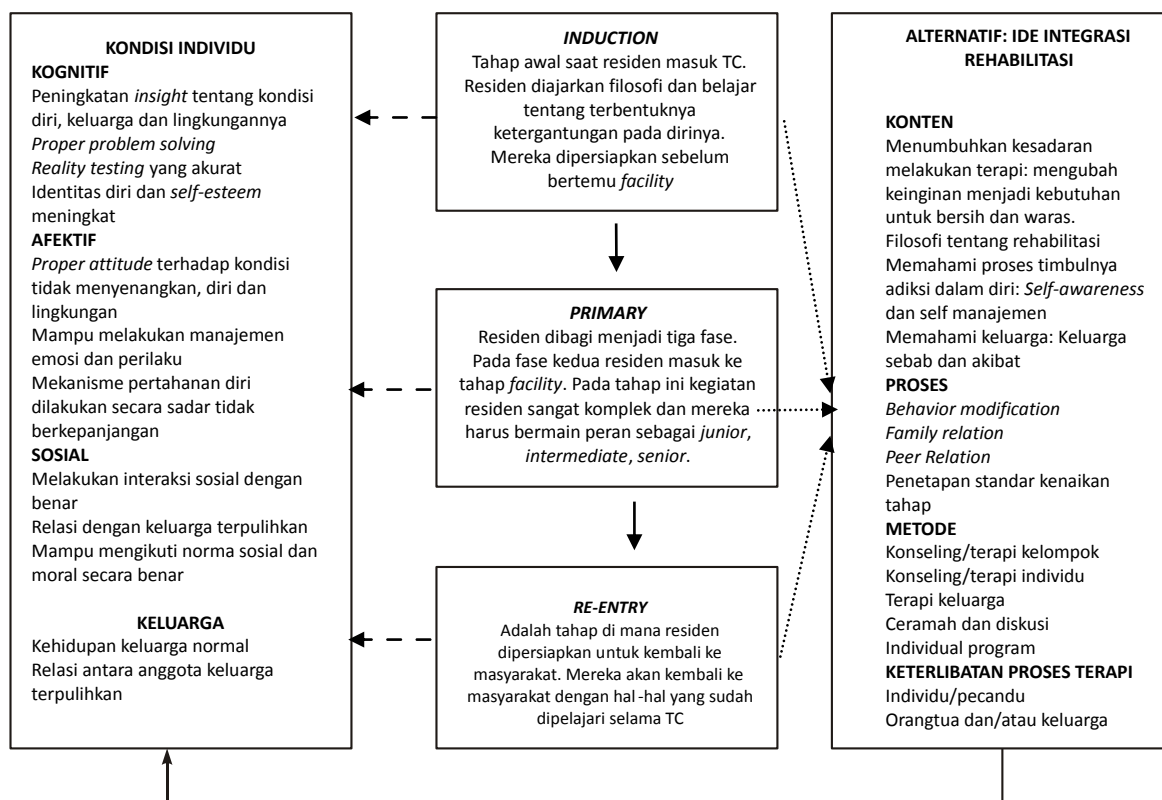 KONDISI INDIVIDU
KOGNITIF
Peningkatan insight tentang kondisi
diri, keluarga dan lingkungannya
Proper problem solving
Reality testing yang akurat
Identitas diri dan self-esteem
meningkat
AFEKTIF
Proper attitude terhadap kondisi
tidak menyenangkan, diri dan
lingkungan
Mampu melakukan manajemen
emosi dan perilaku
Mekanisme pertahanan diri
dilakukan secara sadar tidak
berkepanjangan
SOSIAL
Melakukan interaksi sosial dengan
benar
Relasi dengan keluarga terpulihkan
Mampu mengikuti norma sosial dan
moral secara benar
KELUARGA
Kehidupan keluarga normal
Relasi antara anggota keluarga
terpulihkan
INDUCTION
Tahap awal saat residen masuk TC.
Residen diajarkan filosofi dan belajar
tentang terbentuknya
ketergantungan pada dirinya.
Mereka dipersiapkan sebelum
bertemu facility
PRIMARY
Residen dibagi menjadi tiga fase.
Pada fase kedua residen masuk ke
tahap facility. Pada tahap ini kegiatan
residen sangat komplek dan mereka
harus bermain peran sebagai junior,
intermediate, senior.
RE-ENTRY
Adalah tahap di mana residen
dipersiapkan untuk kembali ke
masyarakat. Mereka akan kembali ke
masyarakat dengan hal-hal yang sudah
dipelajari selama TC
ALTERNATIF: IDE INTEGRASI
REHABILITASI
KONTEN
Menumbuhkan kesadaran
melakukan terapi: mengubah
keinginan menjadi kebutuhan
untuk bersih dan waras.
Filosofi tentang rehabilitasi
Memahami proses timbulnya
adiksi dalam diri: Self-awareness
dan self manajemen
Memahami keluarga: Keluarga
sebab dan akibat
PROSES
Behavior modification
Family relation
Peer Relation
Penetapan standar kenaikan
tahap
METODE
Konseling/terapi kelompok
Konseling/terapi individu
Terapi keluarga
Ceramah dan diskusi
Individual program
KETERLIBATAN PROSES TERAPI
Individu/pecandu
Orangtua dan/atau keluarga